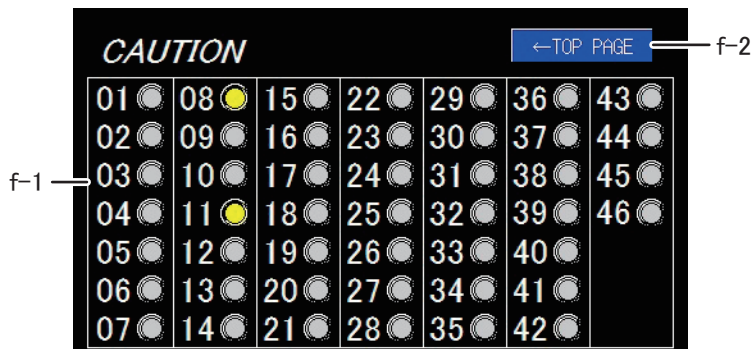 CAUTION ←TOP PAGE f-2
01 08 15 22 29 36 43
02 09 16 23 30 37 44
f-1 03 10 17 24 31 38 45
04 11 18 25 32 39 46
05 12 19 26 33 40
06 13 20 27 34 41
07 14 21 28 35 42